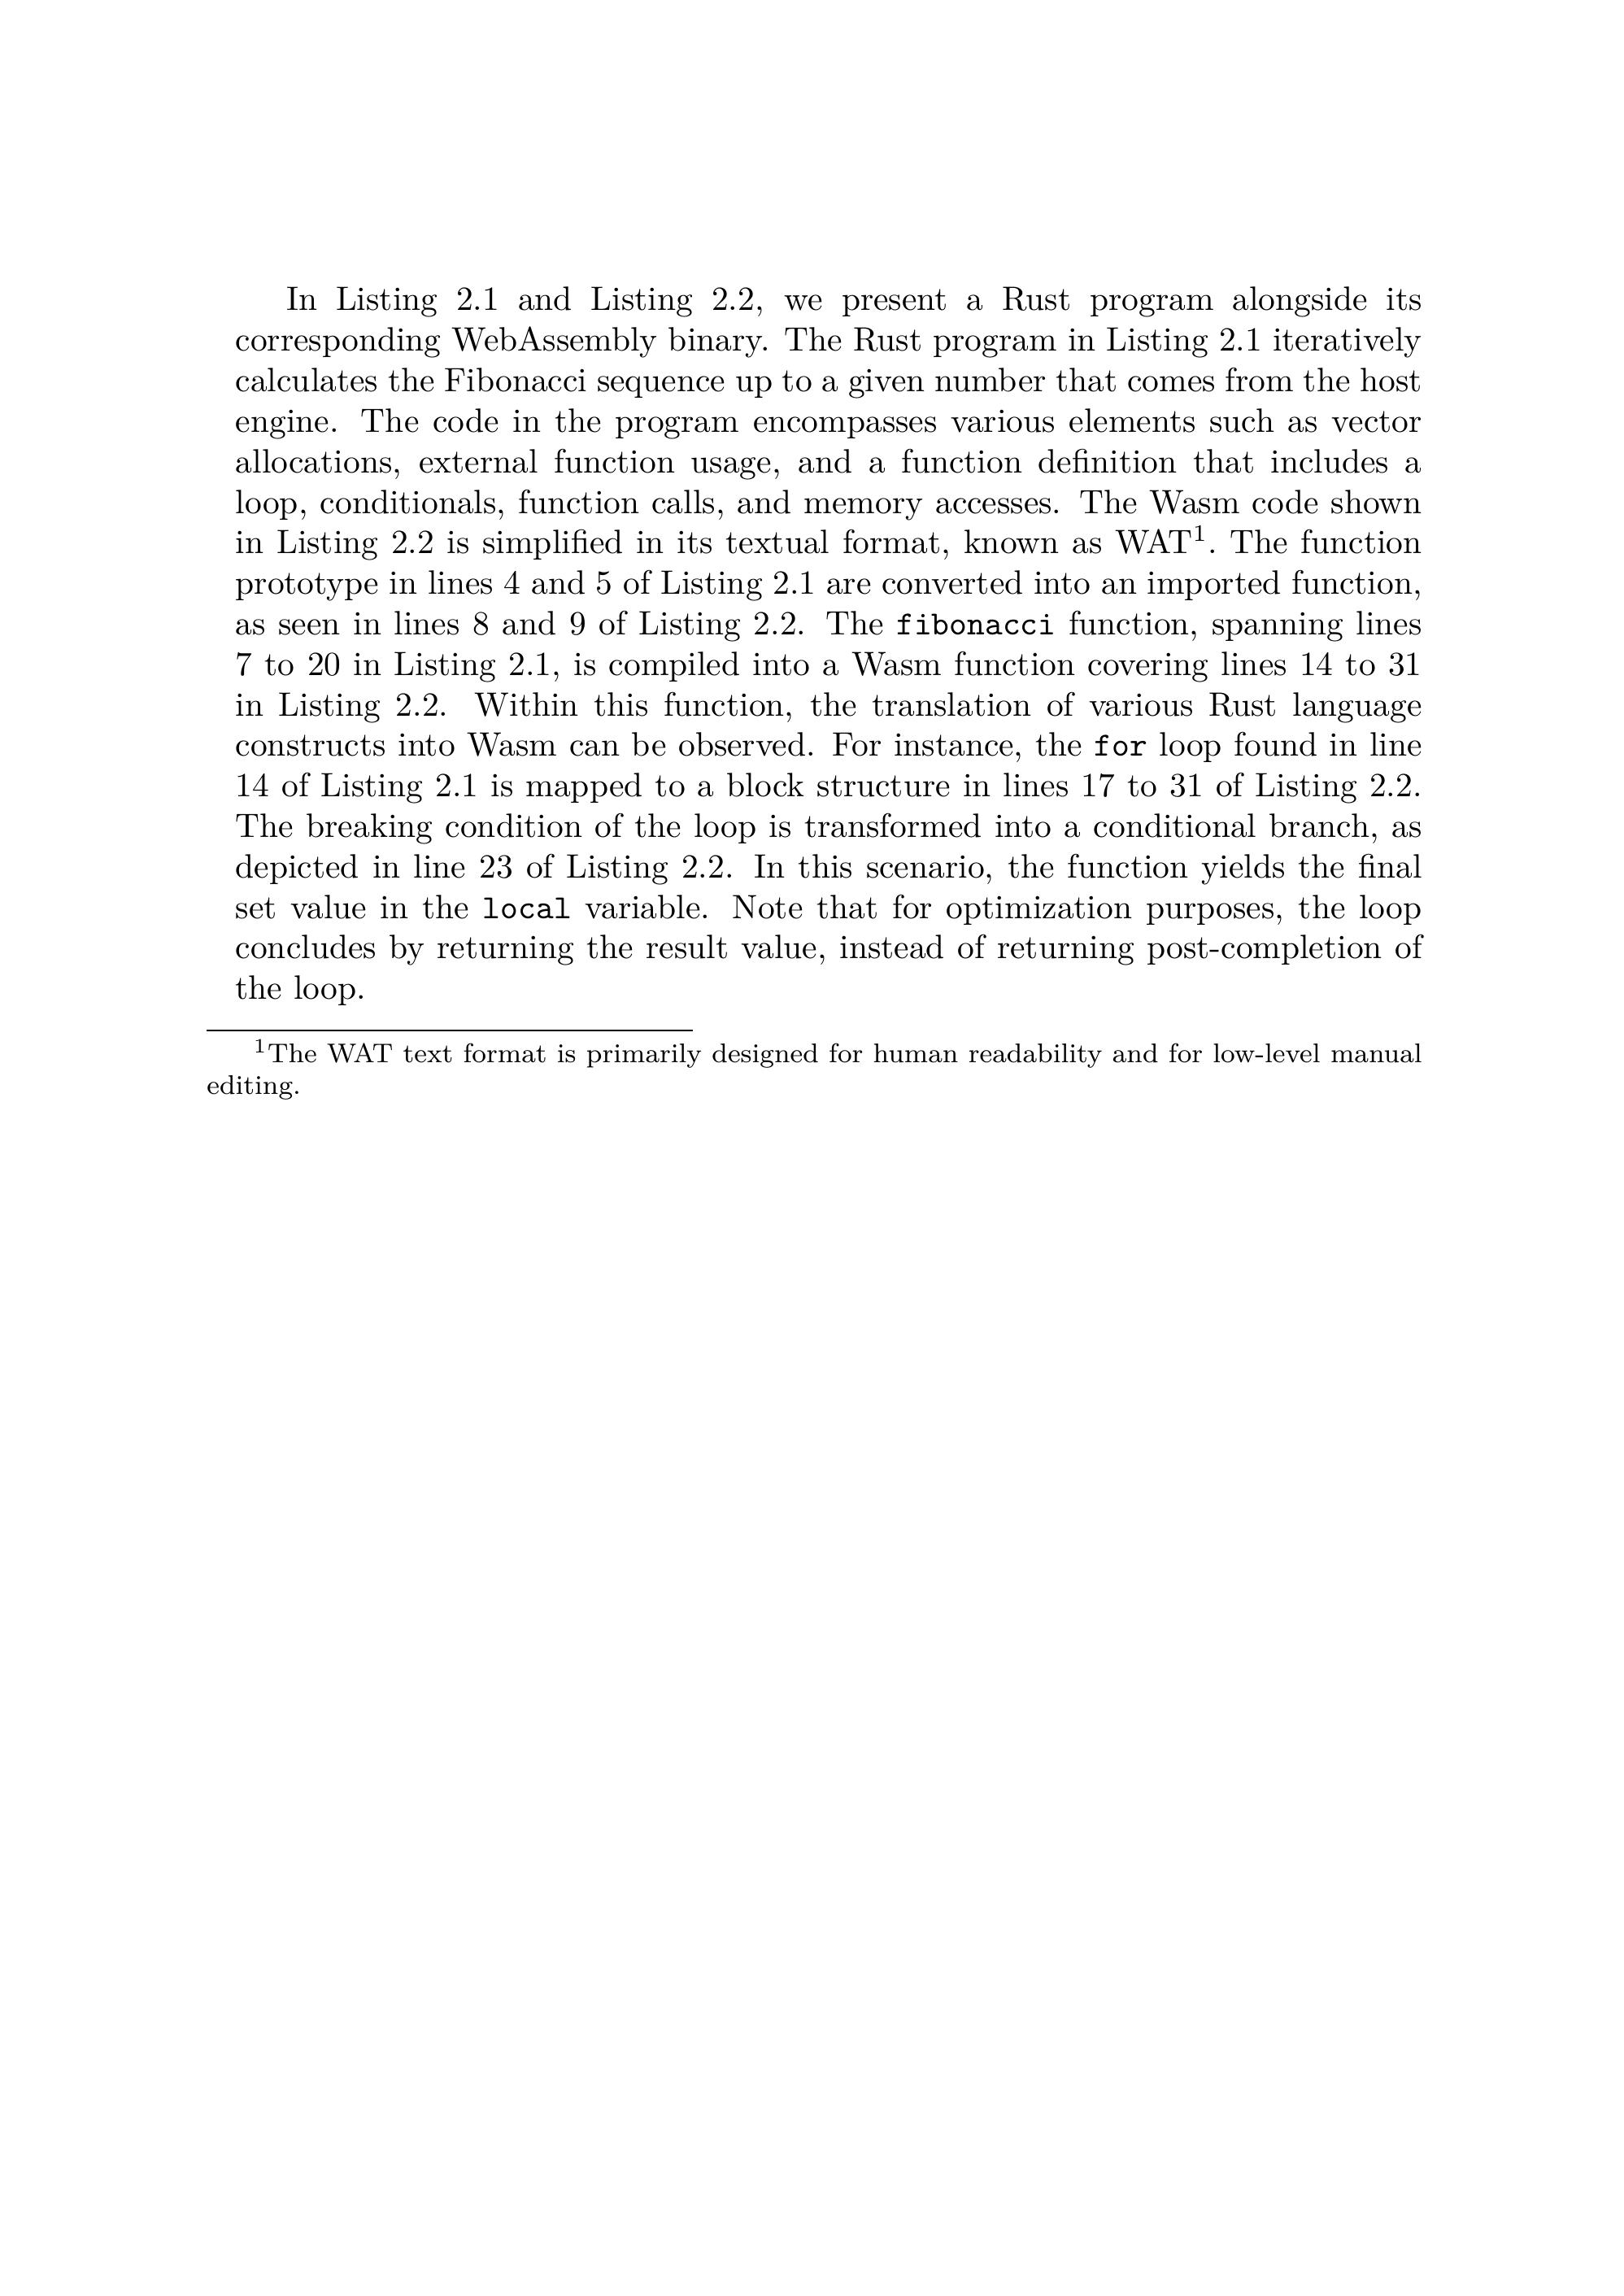 In Listing 2.1 and Listing 2.2, we present a Rust program alongside its
corresponding WebAssembly binary. The Rust program in Listing 2.1 iteratively
calculates the Fibonacci sequence up to a given number that comes from the host
engine. The code in the program encompasses various elements such as vector
allocations, external function usage, and a function definition that includes a
loop, conditionals, function calls, and memory accesses. The Wasm code shown
in Listing 2.2 is simplified in its textual format, known as WAT¹. The function
prototype in lines 4 and 5 of Listing 2.1 are converted into an imported function,
as seen in lines 8 and 9 of Listing 2.2. The fibonacci function, spanning lines
7 to 20 in Listing 2.1, is compiled into a Wasm function covering lines 14 to 31
in Listing 2.2. Within this function, the translation of various Rust language
constructs into Wasm can be observed. For instance, the for loop found in line
14 of Listing 2.1 is mapped to a block structure in lines 17 to 31 of Listing 2.2.
The breaking condition of the loop is transformed into a conditional branch, as
depicted in line 23 of Listing 2.2. In this scenario, the function yields the final
set value in the local variable. Note that for optimization purposes, the loop
concludes by returning the result value, instead of returning post-completion of
the loop.
¹The WAT text format is primarily designed for human readability and for low-level manual
editing.